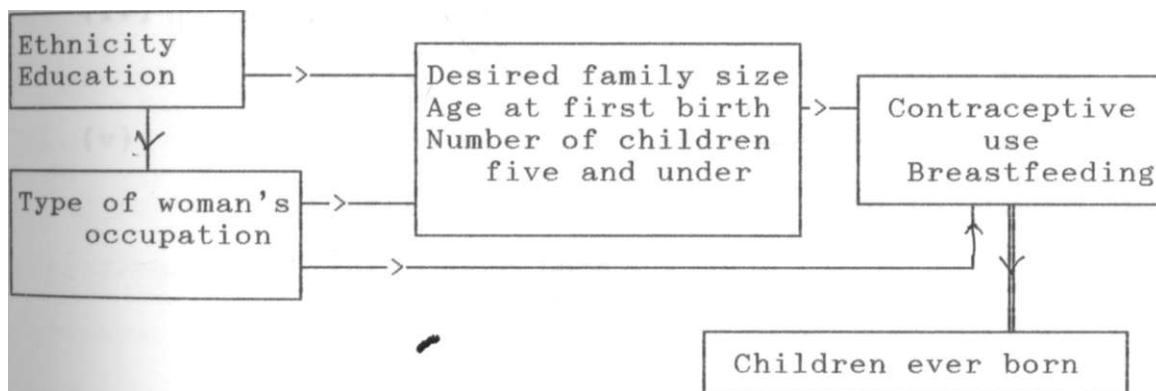 Ethnicity
Education
Desired family size
Age at first birth
Number of children
five and under
Contraceptive
use
Breastfeeding
Type of woman's
occupation
Children ever born